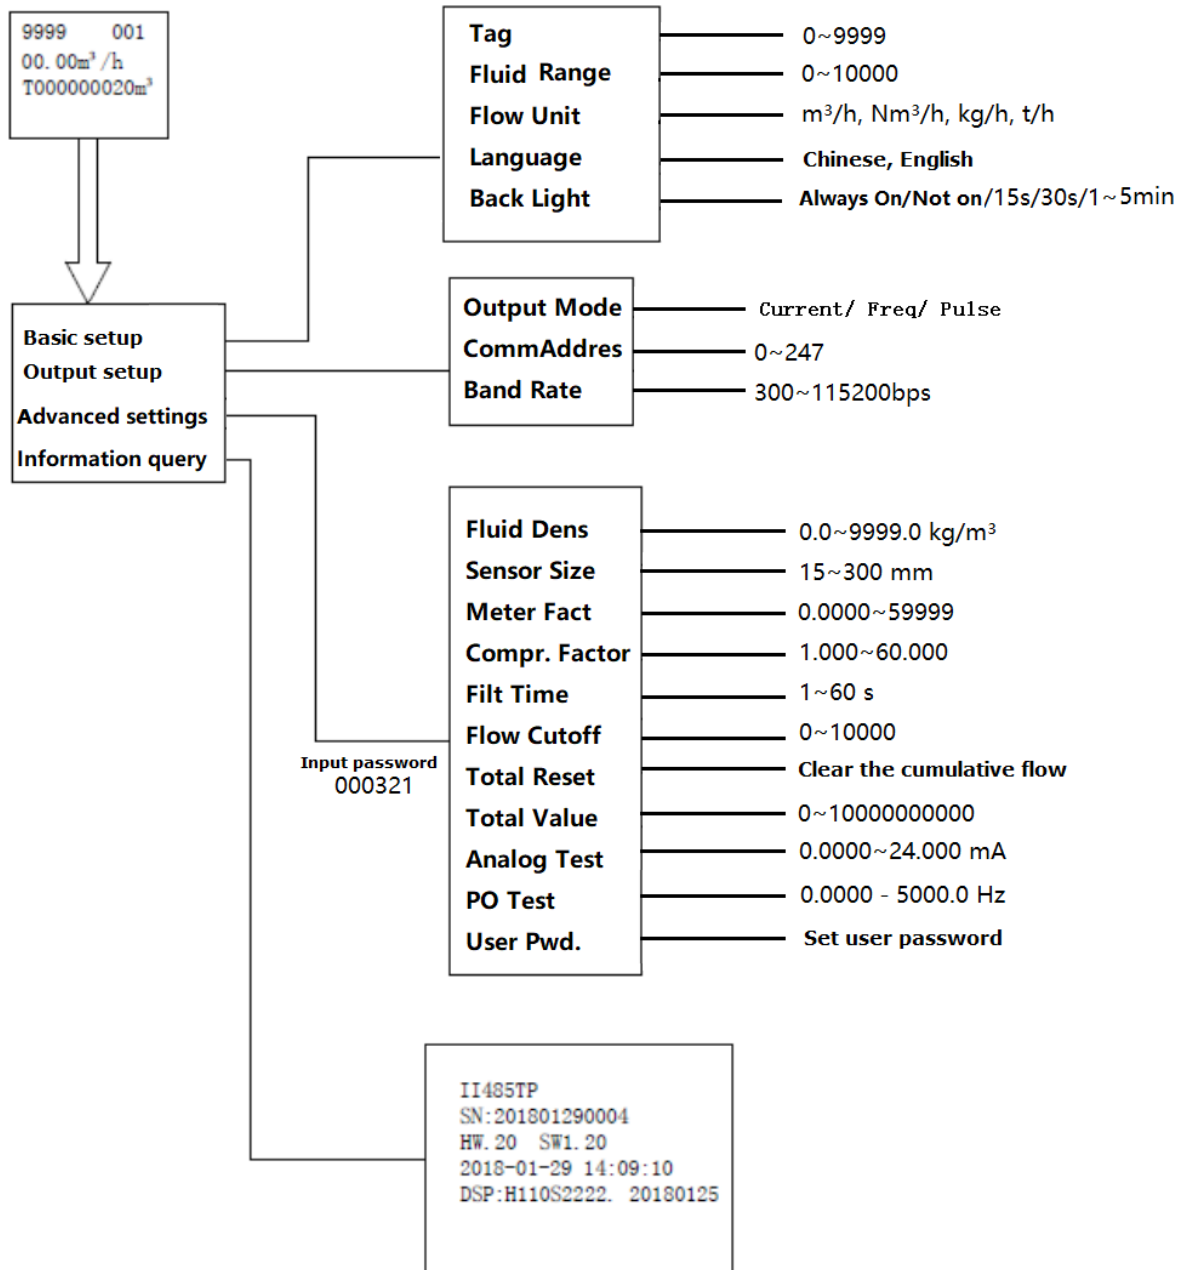 9999 001
00.00m³/h
T000000020m³
Tag 0~9999
Fluid Range 0~10000
Flow Unit m³/h, Nm³/h, kg/h, t/h
Language Chinese, English
Back Light Always On/Not on/15s/30s/1~5min
Basic setup
Output setup
Advanced settings
Information query
Output Mode Current/ Freq/ Pulse
CommAddres 0~247
Band Rate 300~115200bps
Input password
000321
Fluid Dens 0.0~9999.0 kg/m³
Sensor Size 15~300 mm
Meter Fact 0.0000~59999
Compr. Factor 1.000~60.000
Filt Time 1~60 s
Flow Cutoff 0~10000
Total Reset Clear the cumulative flow
Total Value 0~10000000000
Analog Test 0.0000~24.000 mA
PO Test 0.0000 - 5000.0 Hz
User Pwd. Set user password
II485TP
SN:201801290004
HW.20 SW1.20
2018-01-29 14:09:10
DSP:H110S2222. 20180125